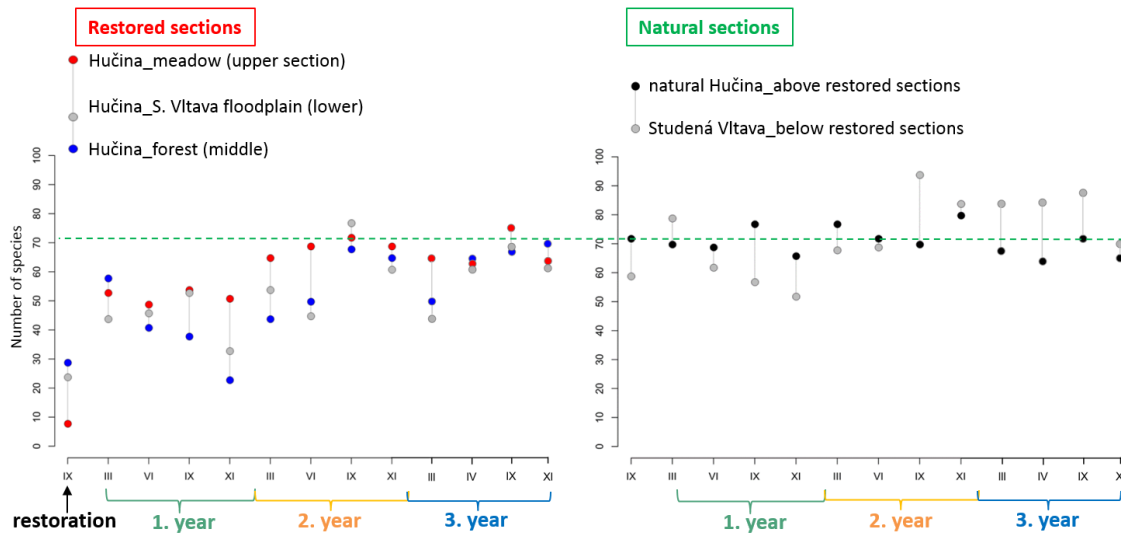 Restored sections
Hučina_meadow (upper section)
Hučina_S. Vltava floodplain (lower)
Hučina_forest (middle)
Number of species
100
90
80
70
60
50
40
30
20
10
0
IX III VI IX XI III VI IX XI III IV IX XI
restoration
1. year 2. year 3. year
Natural sections
natural Hučina_above restored sections
Studená Vltava_below restored sections
100
90
80
70
60
50
40
30
20
10
0
IX III VI IX XI III VI IX XI III IV IX X
1. year 2. year 3. year